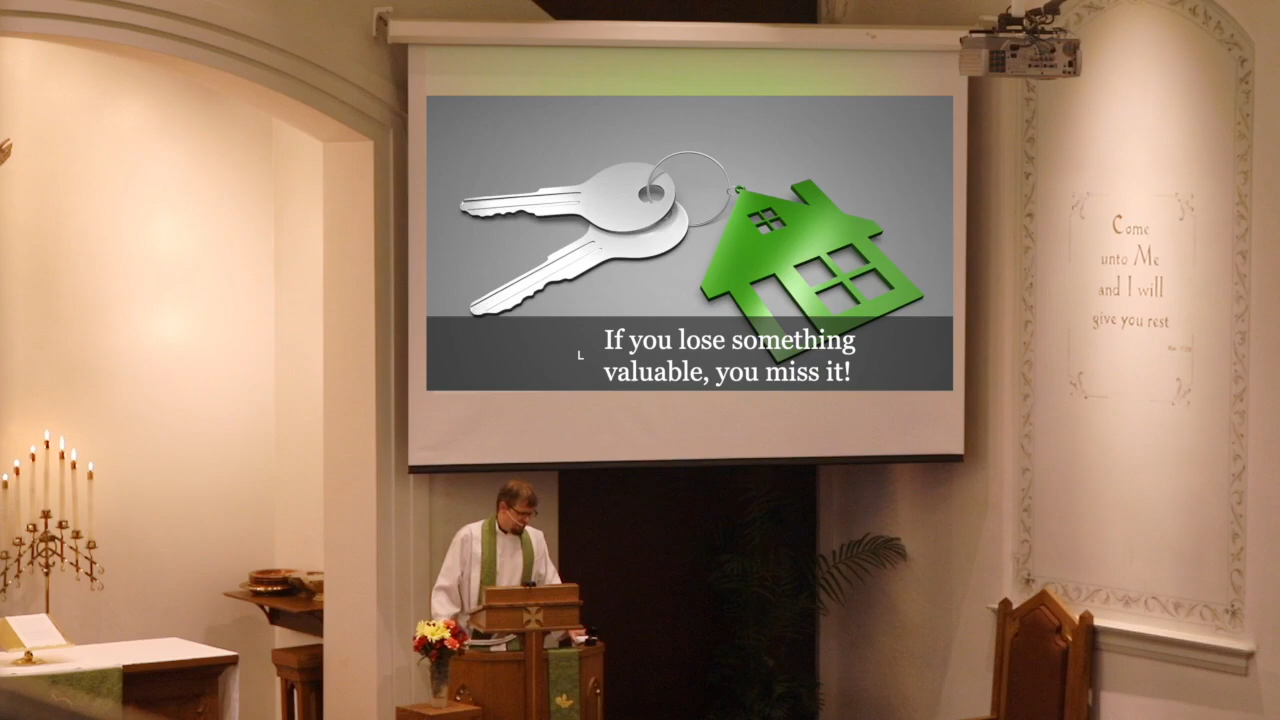 If you lose something
valuable, you miss it!
Come
unto Me
and I will
give you rest